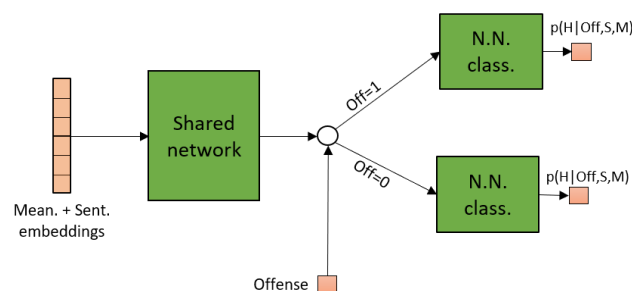 p(H|Off,S,M)
N.N.
class.
Off=1
Shared
network
Off=0
p(H|Off,S,M)
N.N.
class.
Mean. + Sent.
embeddings
Offense